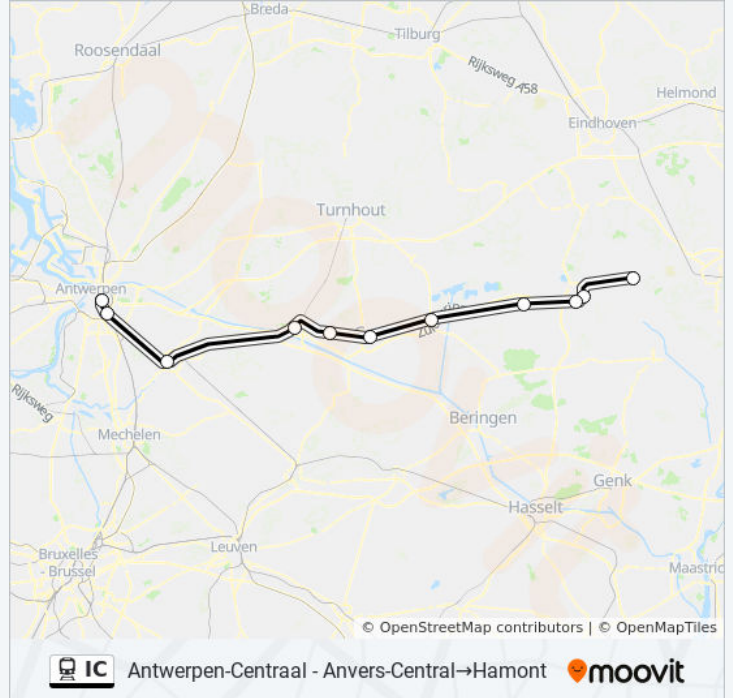 Breda
Tilburg
Roosendaal
Rijksweg A58
Helmond
Eindhoven
Turnhout
Antwerpen
Rijksweg
Beringen
Mechelen
Genk
Hasselt
Leuven
Bruxelles
- Brussel
Maastric
© OpenStreetMap contributors | © OpenMapTiles
IC
Antwerpen-Centraal - Anvers-Central→Hamont
moovit